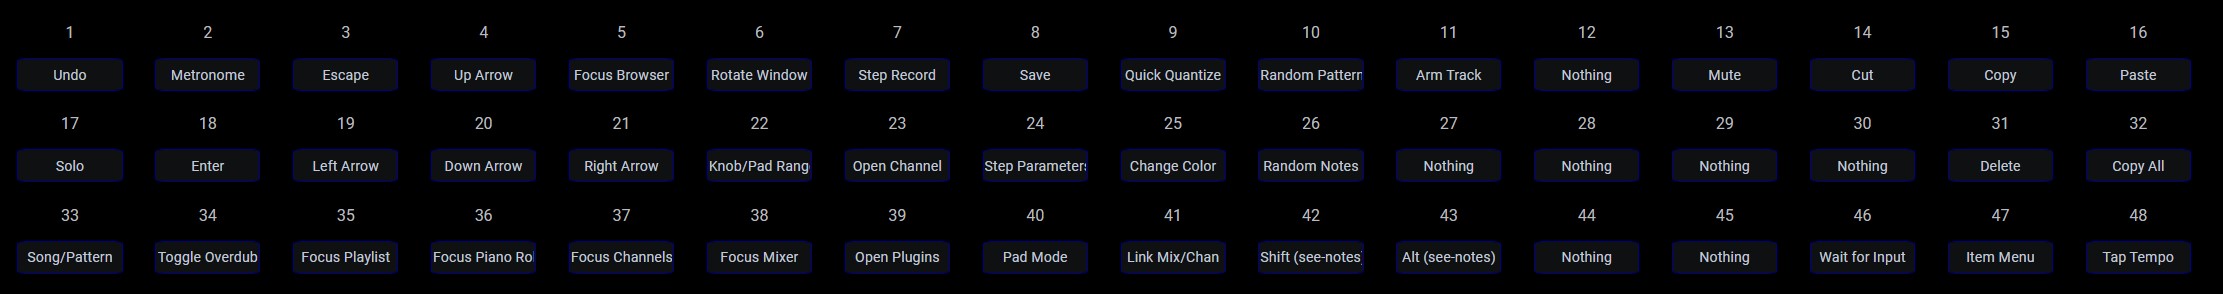 1 2 3 4 5 6 7 8 9 10 11 12 13 14 15 16
Undo Metronome Escape Up Arrow Focus Browser Rotate Window Step Record Save Quick Quantize Random Pattern Arm Track Nothing Mute Cut Copy Paste
17 18 19 20 21 22 23 24 25 26 27 28 29 30 31 32
Solo Enter Left Arrow Down Arrow Right Arrow Knob/Pad Rang Open Channel Step Parameters Change Color Random Notes Nothing Nothing Nothing Nothing Delete Copy All
33 34 35 36 37 38 39 40 41 42 43 44 45 46 47 48
Song/Pattern Toggle Overdub Focus Playlist Focus Piano Rol Focus Channels Focus Mixer Open Plugins Pad Mode Link Mix/Chan Shift (see-notes) Alt (see-notes) Nothing Nothing Wait for Input Item Menu Tap Tempo